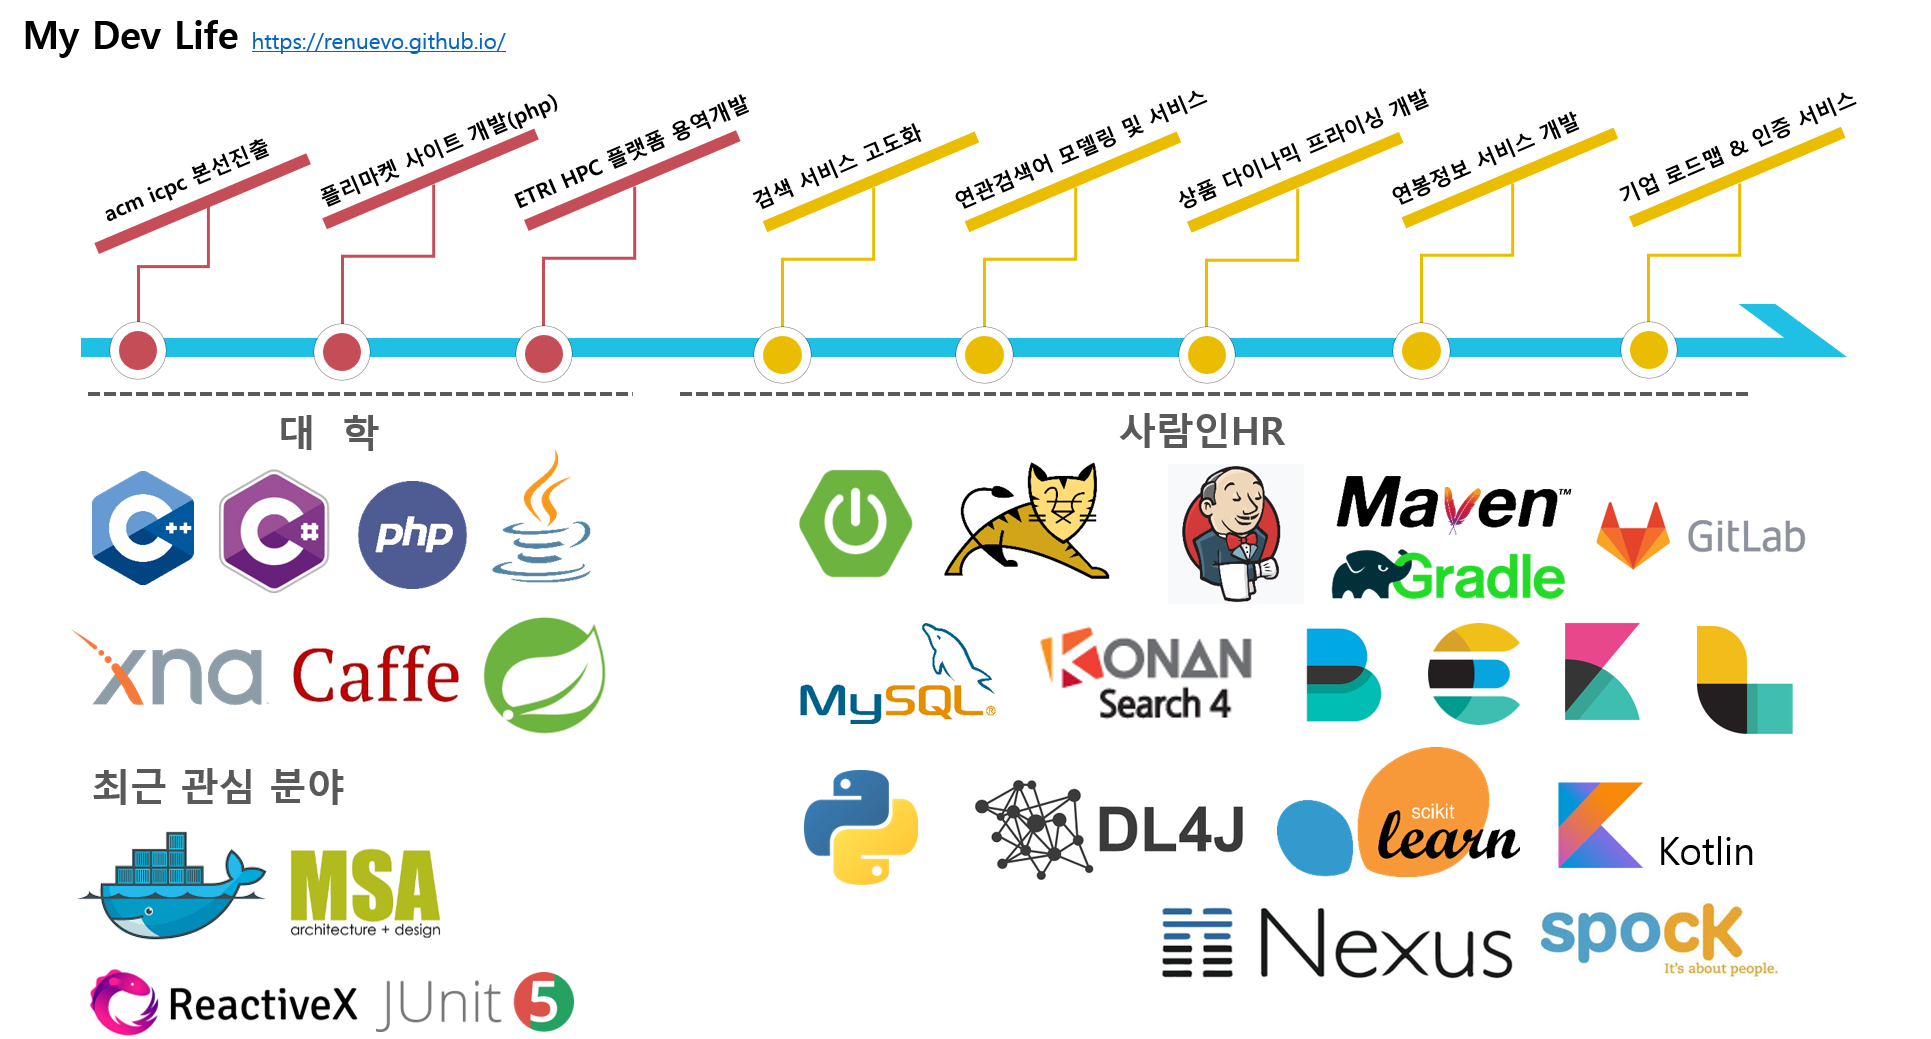 My Dev Life https://renuevo.github.io/
acm icpc 본선진출
플리마켓 사이트 개발(php)
ETRI HPC 플랫폼 용역개발
검색 서비스 고도화
연관검색어 모델링 및 서비스
상품 다이나믹 프라이싱 개발
연봉정보 서비스 개발
기업 로드맵 & 인증 서비스
대 학
C++
C#
php
xna
Caffe
최근 관심 분야
MSA
architecture + design
ReactiveX
JUnit 5
사람인HR
Maven™
Gradle
GitLab
MySQL®
KONAN
Search 4
DL4J
scikit
learn
Kotlin
Nexus
spock
It's about people.